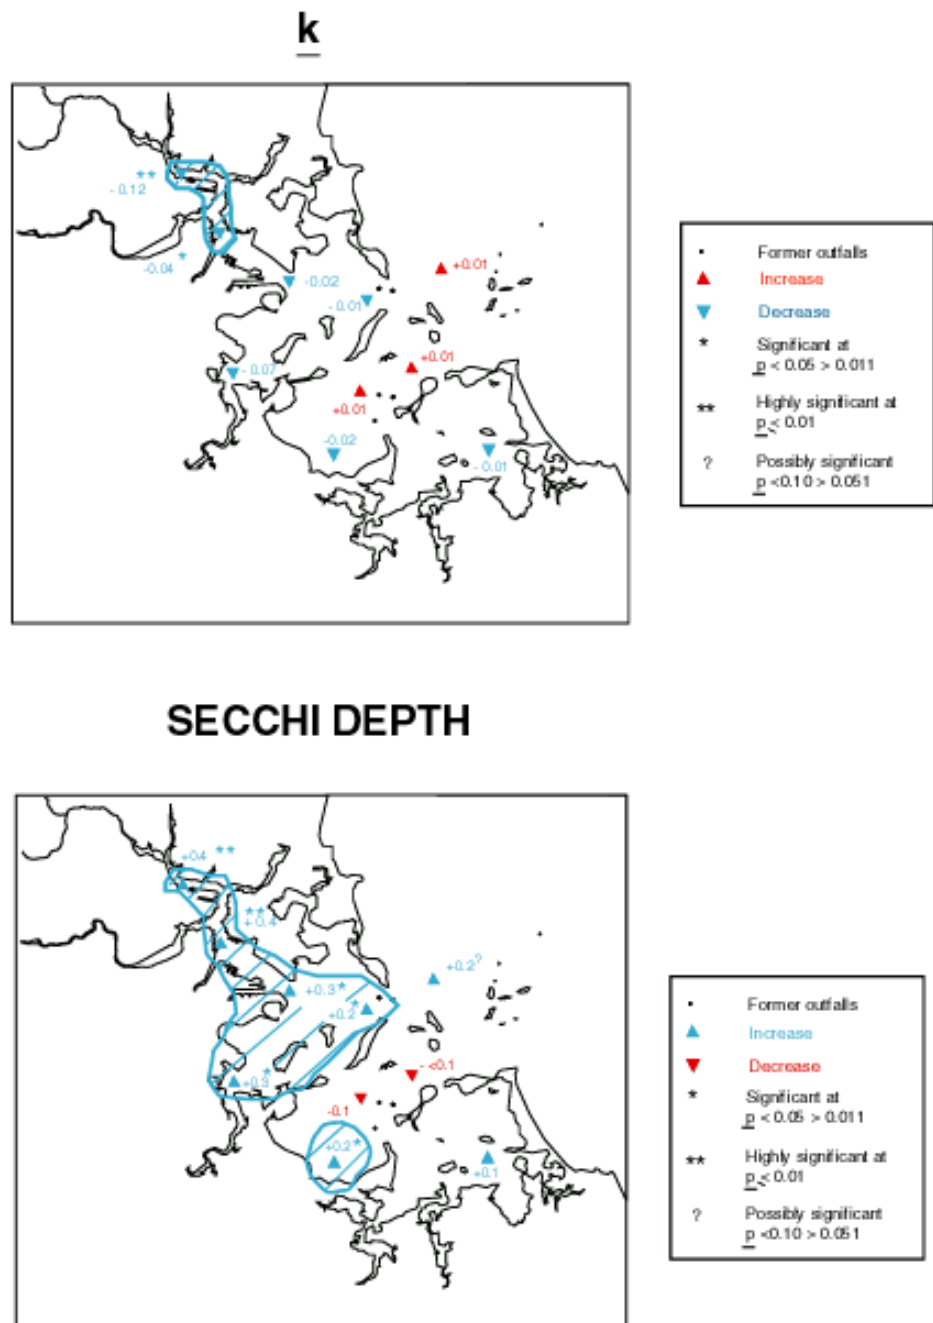 k
**
- 0.12
*
-0.04
-0.02
- 0.01
+0.01
+0.01
- 0.07
+0.01
-0.02
- 0.01
Former outfalls
Increase
Decrease
* Significant at
p < 0.05 > 0.011
** Highly significant at
p < 0.01
? Possibly significant
p <0.10 > 0.051
SECCHI DEPTH
+0.4 **
**
+0.4
+0.2?
+0.3*
*
+0.2
- <0.1
*
+0.3
-0.1
+0.2*
+0.1
Former outfalls
Increase
Decrease
* Significant at
p < 0.05 > 0.011
** Highly significant at
p < 0.01
? Possibly significant
p <0.10 > 0.051